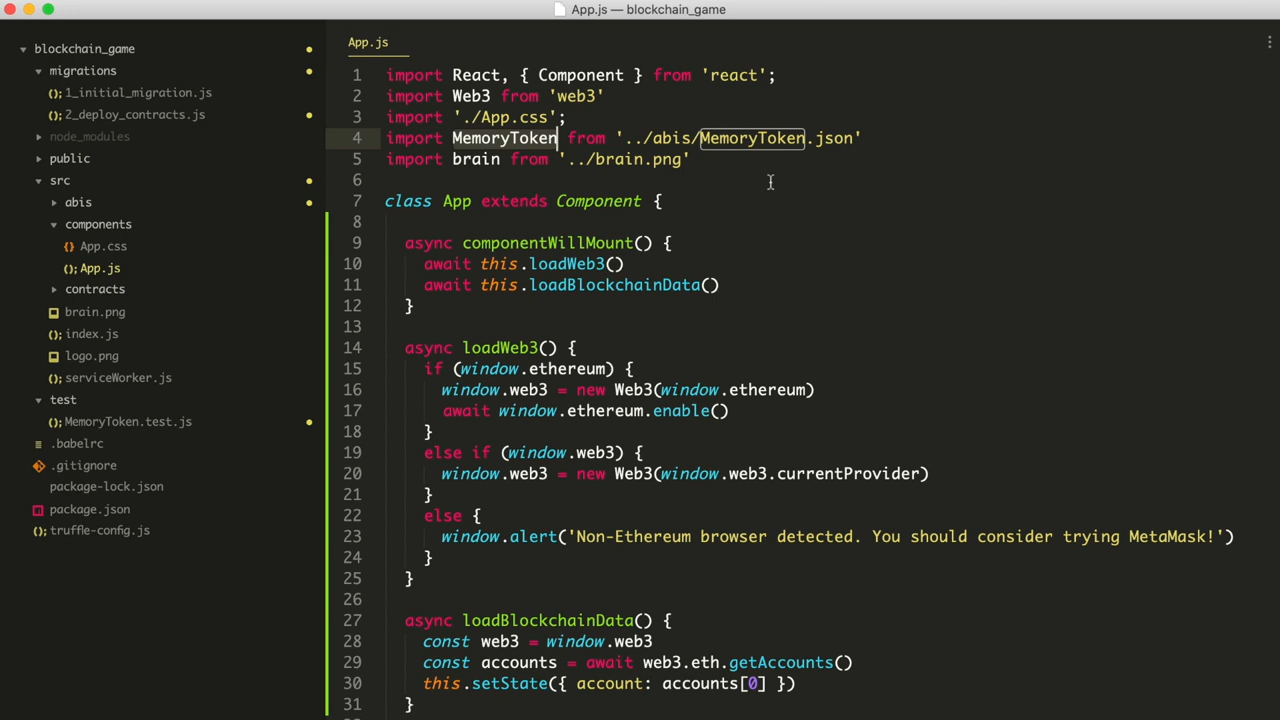 App.js — blockchain_game
blockchain_game
migrations
1_initial_migration.js
2_deploy_contracts.js
node_modules
public
src
abis
components
App.css
App.js
contracts
brain.png
index.js
logo.png
serviceWorker.js
test
MemoryToken.test.js
.babelrc
.gitignore
package-lock.json
package.json
truffle-config.js
App.js
1 import React, { Component } from 'react';
2 import Web3 from 'web3'
3 import './App.css';
4 import MemoryToken from '../abis/MemoryToken.json'
5 import brain from '../brain.png'
6
7 class App extends Component {
8
9 async componentWillMount() {
10 await this.loadWeb3()
11 await this.loadBlockchainData()
12 }
13
14 async loadWeb3() {
15 if (window.ethereum) {
16 window.web3 = new Web3(window.ethereum)
17 await window.ethereum.enable()
18 }
19 else if (window.web3) {
20 window.web3 = new Web3(window.web3.currentProvider)
21 }
22 else {
23 window.alert('Non-Ethereum browser detected. You should consider trying MetaMask!')
24 }
25 }
26
27 async loadBlockchainData() {
28 const web3 = window.web3
29 const accounts = await web3.eth.getAccounts()
30 this.setState({ account: accounts[0] })
31 }